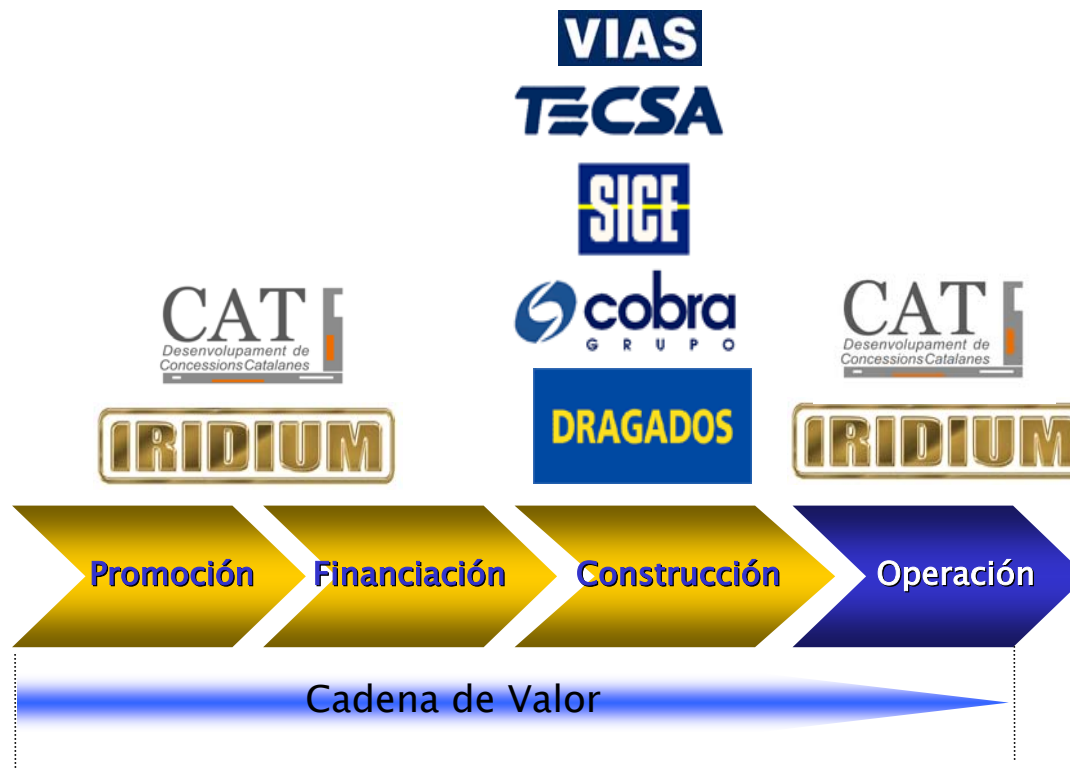 VIAS
TECSA
SICE
cobra
GRUPO
CAT
Desenvolupament de
Concessions Catalanes
IRIDIUM
DRAGADOS
CAT
Desenvolupament de
Concessions Catalanes
IRIDIUM
Promoción
Financiación
Construcción
Operación
Cadena de Valor